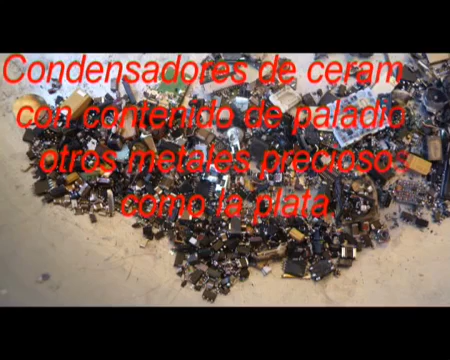 Condensadores de ceram
con contenido de paladio
otros metales preciosos
como la plata